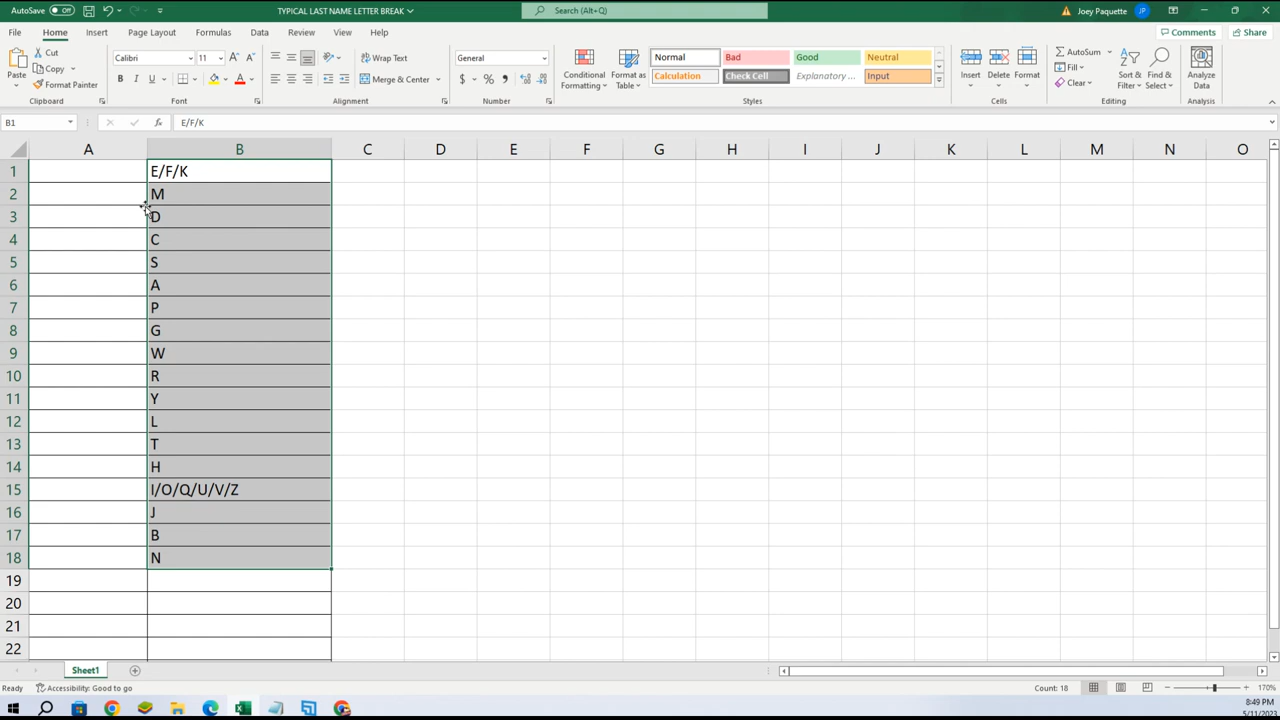 AutoSave Off TYPICAL LAST NAME LETTER BREAK Search (Alt+Q) Joey Paquette JP
File Home Insert Page Layout Formulas Data Review View Help Comments Share
Paste Cut Copy Format Painter Clipboard
Calibri 11 B I U A A Font
Wrap Text Merge & Center Alignment
General $ % Number
Conditional Formatting Format as Table Normal Bad Good Neutral Calculation Check Cell Explanatory ... Input Styles
Insert Delete Format Cells
AutoSum Fill Clear Sort & Filter Find & Select Editing
Analyze Data Analysis
B1 fx E/F/K
A B C D E F G H I J K L M N O
1 E/F/K
2 M
3 D
4 C
5 S
6 A
7 P
8 G
9 W
10 R
11 Y
12 L
13 T
14 H
15 I/O/Q/U/V/Z
16 J
17 B
18 N
19
20
21
22
Sheet1
Ready Accessibility: Good to go Count: 18 170%
8:49 PM
5/11/2023